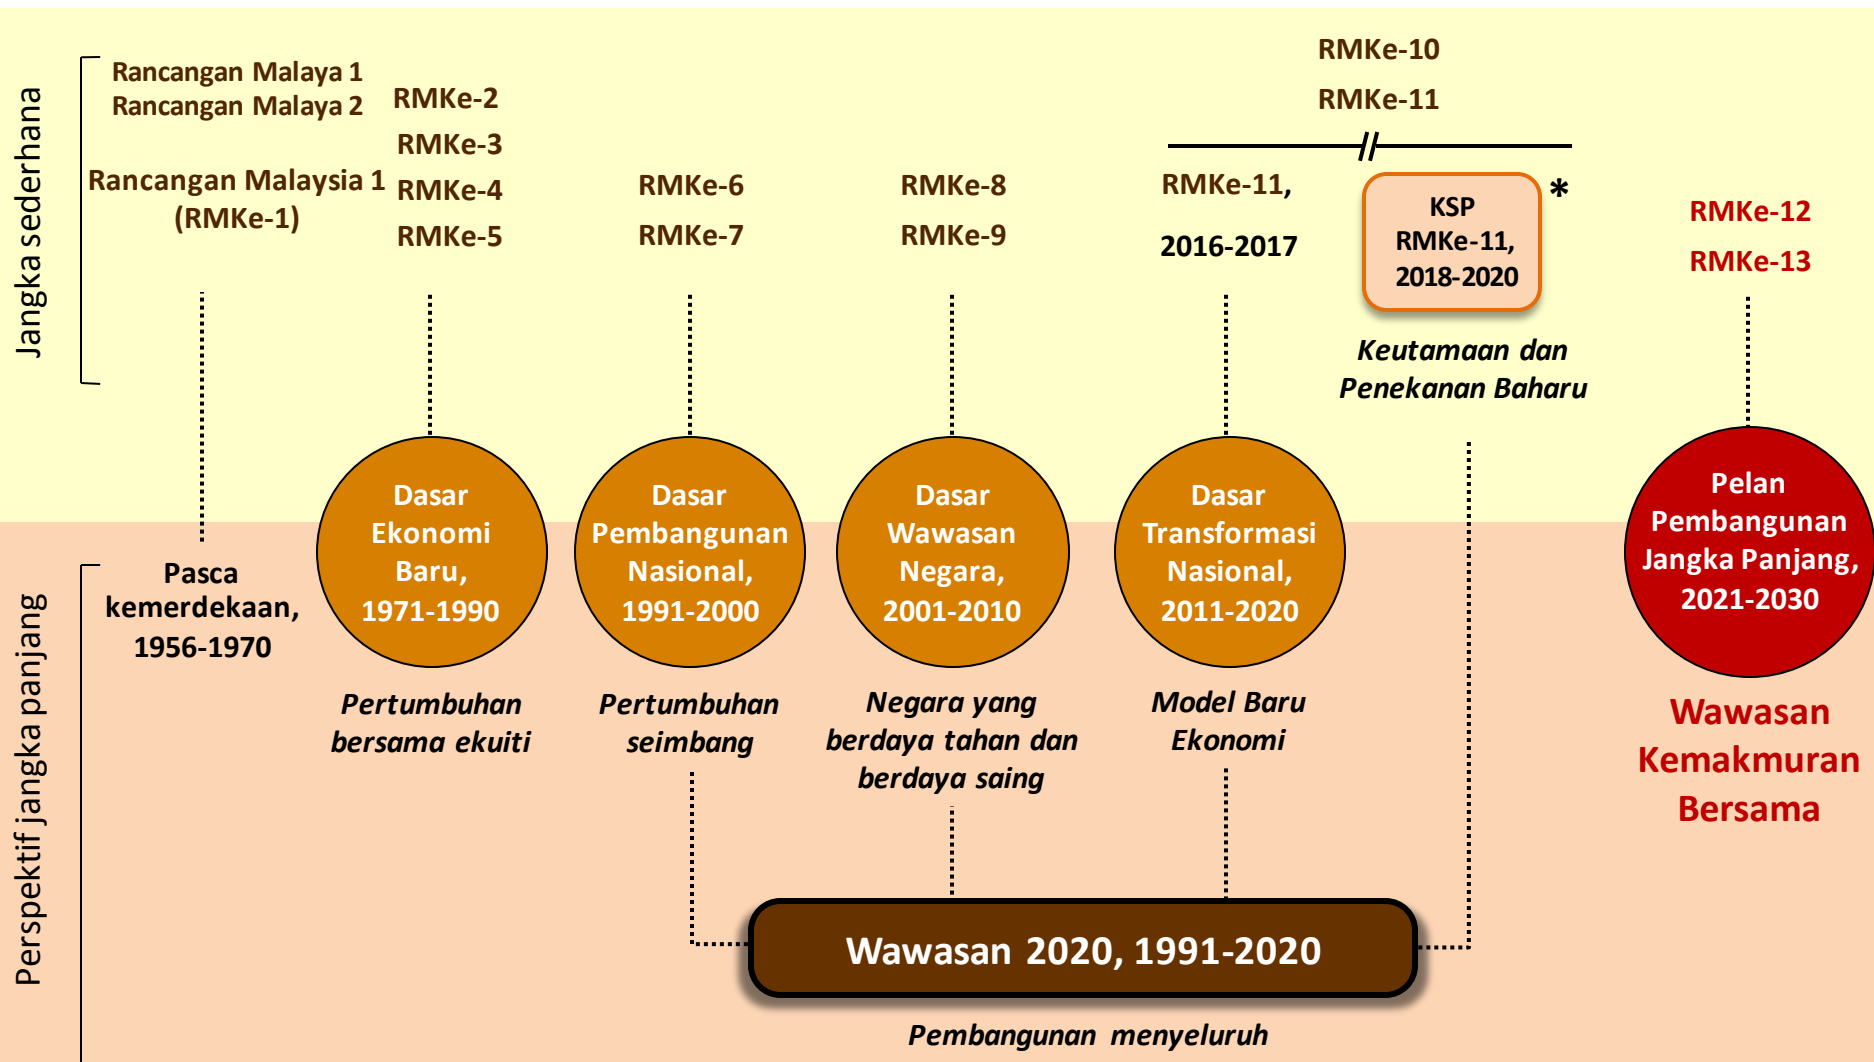 Jangka sederhana
Rancangan Malaya 1
Rancangan Malaya 2
Rancangan Malaysia 1
(RMKe-1)
RMKe-2
RMKe-3
RMKe-4
RMKe-5
RMKe-6
RMKe-7
RMKe-8
RMKe-9
RMKe-10
RMKe-11
RMKe-11,
2016-2017
KSP
RMKe-11,
2018-2020
*
Keutamaan dan
Penekanan Baharu
RMKe-12
RMKe-13
Perspektif jangka panjang
Pasca
kemerdekaan,
1956-1970
Dasar
Ekonomi
Baru,
1971-1990
Pertumbuhan
bersama ekuiti
Dasar
Pembangunan
Nasional,
1991-2000
Pertumbuhan
seimbang
Dasar
Wawasan
Negara,
2001-2010
Negara yang
berdaya tahan dan
berdaya saing
Dasar
Transformasi
Nasional,
2011-2020
Model Baru
Ekonomi
Pelan
Pembangunan
Jangka Panjang,
2021-2030
Wawasan
Kemakmuran
Bersama
Wawasan 2020, 1991-2020
Pembangunan menyeluruh